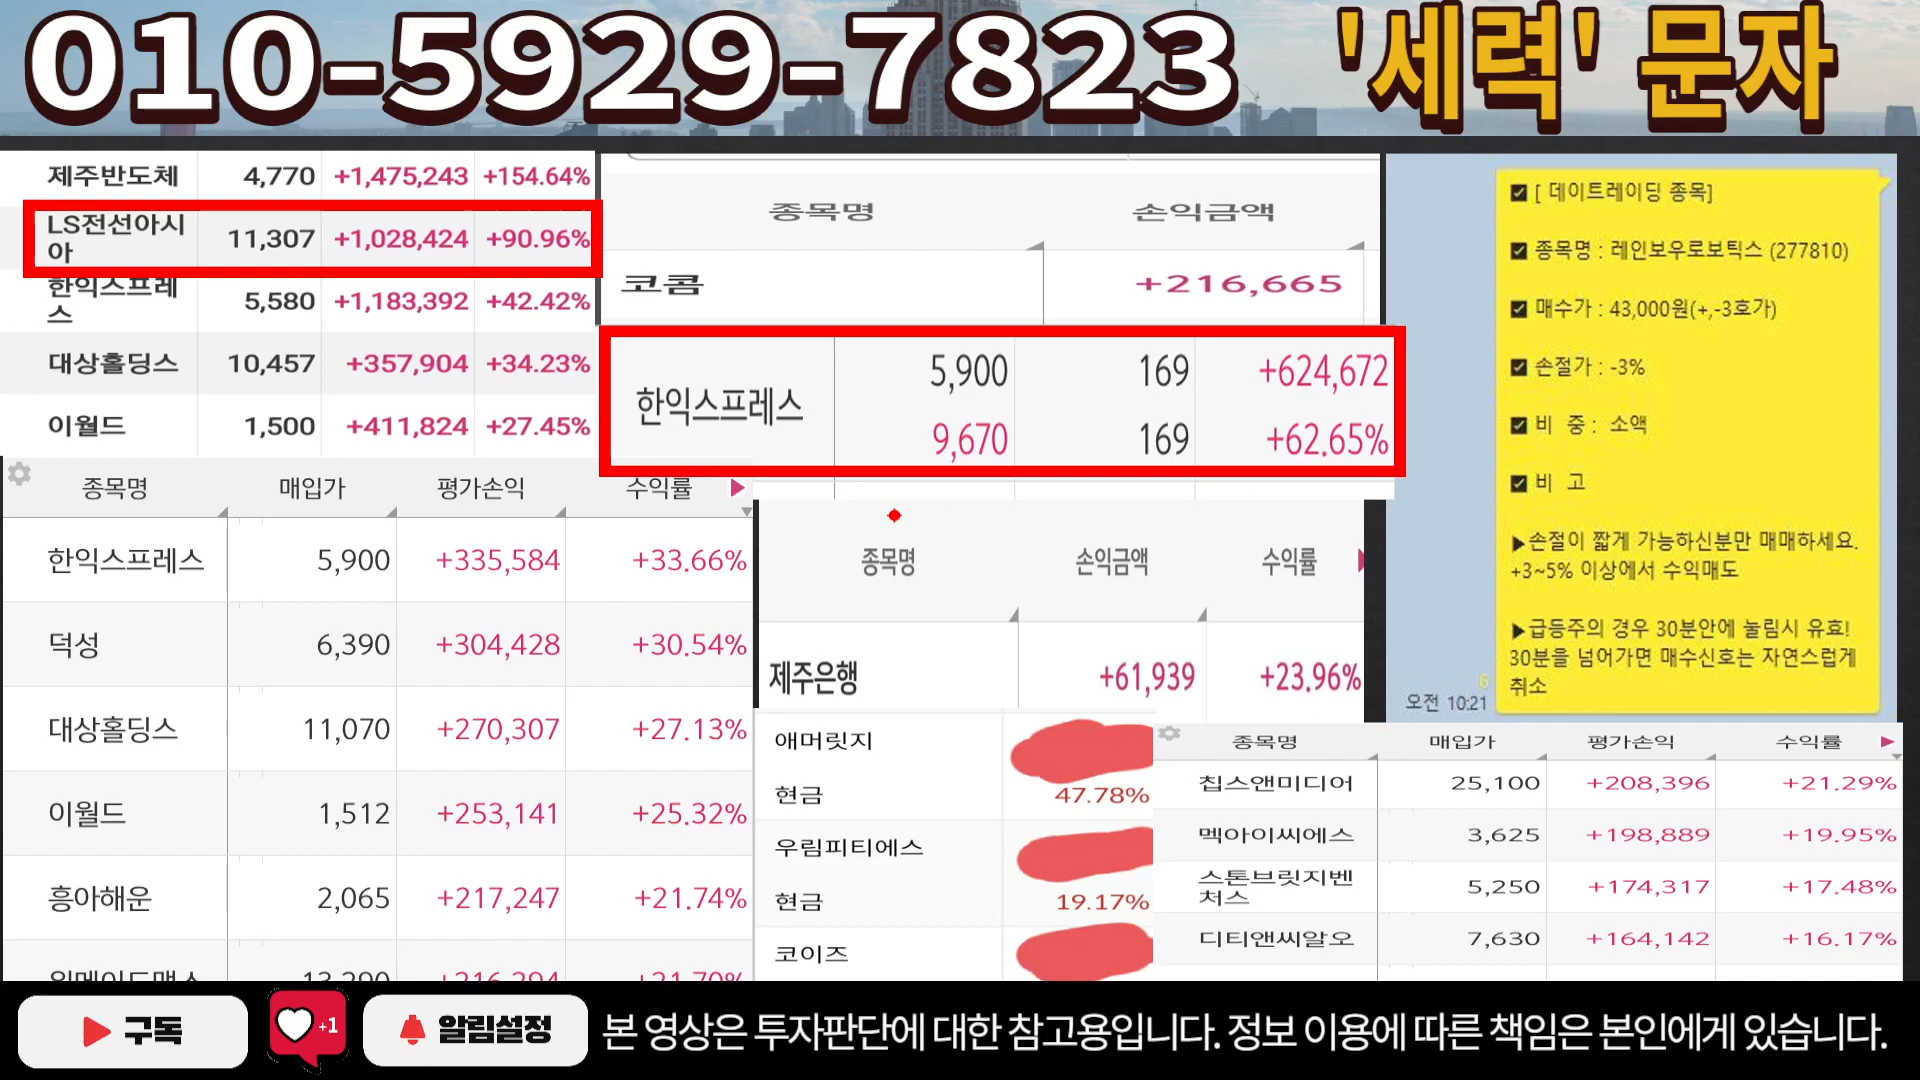 010-5929-7823 '세력' 문자
제주반도체 4,770 +1,475,243 +154.64%
LS전선아시
아 11,307 +1,028,424 +90.96%
한익스프레
스 5,580 +1,183,392 +42.42%
대상홀딩스 10,457 +357,904 +34.23%
이월드 1,500 +411,824 +27.45%
종목명 손익금액
코콤 +216,665
한익스프레스 5,900 169 +624,672
9,670 169 +62.65%
[ 데이트레이딩 종목]
종목명 : 레인보우로보틱스 (277810)
매수가 : 43,000원(+,-3호가)
손절가 : -3%
비 중 : 소액
비 고
▶손절이 짧게 가능하신분만 매매하세요.
+3~5% 이상에서 수익매도
▶급등주의 경우 30분안에 눌림시 유효!
30분을 넘어가면 매수신호는 자연스럽게
취소
6
오전 10:21
종목명 매입가 평가손익 수익률
한익스프레스 5,900 +335,584 +33.66%
덕성 6,390 +304,428 +30.54%
대상홀딩스 11,070 +270,307 +27.13%
이월드 1,512 +253,141 +25.32%
흥아해운 2,065 +217,247 +21.74%
종목명 손익금액 수익률
제주은행 +61,939 +23.96%
애머릿지
현금 47.78%
우림피티에스
현금 19.17%
코이즈
종목명 매입가 평가손익 수익률
칩스앤미디어 25,100 +208,396 +21.29%
멕아이씨에스 3,625 +198,889 +19.95%
스톤브릿지벤
처스 5,250 +174,317 +17.48%
디티앤씨알오 7,630 +164,142 +16.17%
구독 +1 알림설정 본 영상은 투자판단에 대한 참고용입니다. 정보 이용에 따른 책임은 본인에게 있습니다.